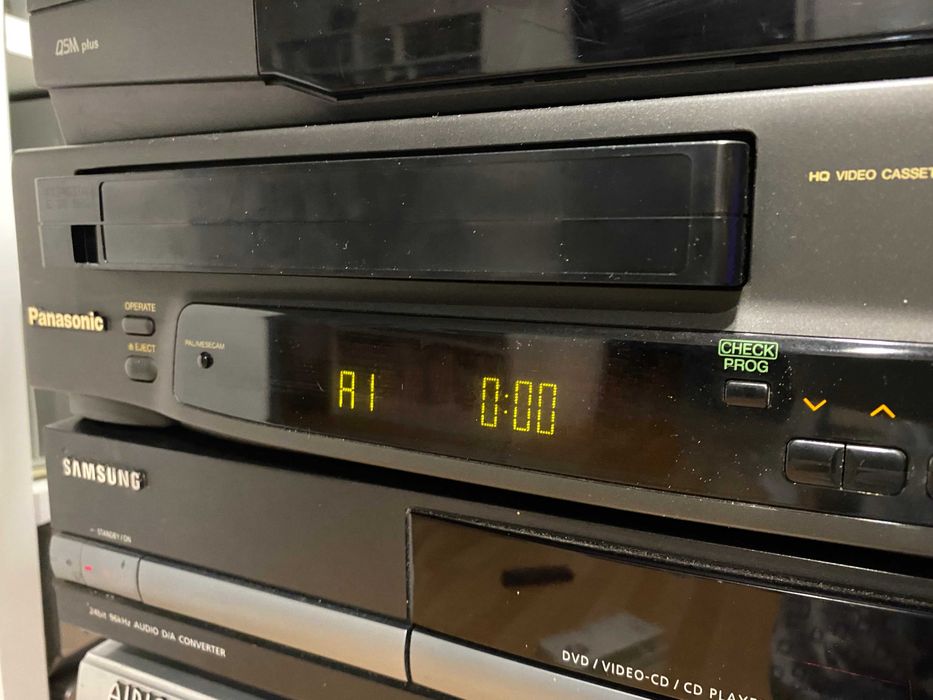 QSM plus
HQ VIDEO CASSET
Panasonic
OPERATE
EJECT
PAL/MESECAM
A1
0:00
CHECK
PROG
SAMSUNG
STANDBY/ON
24bit 96kHz AUDIO D/A CONVERTER
DVD / VIDEO-CD / CD PLAYE